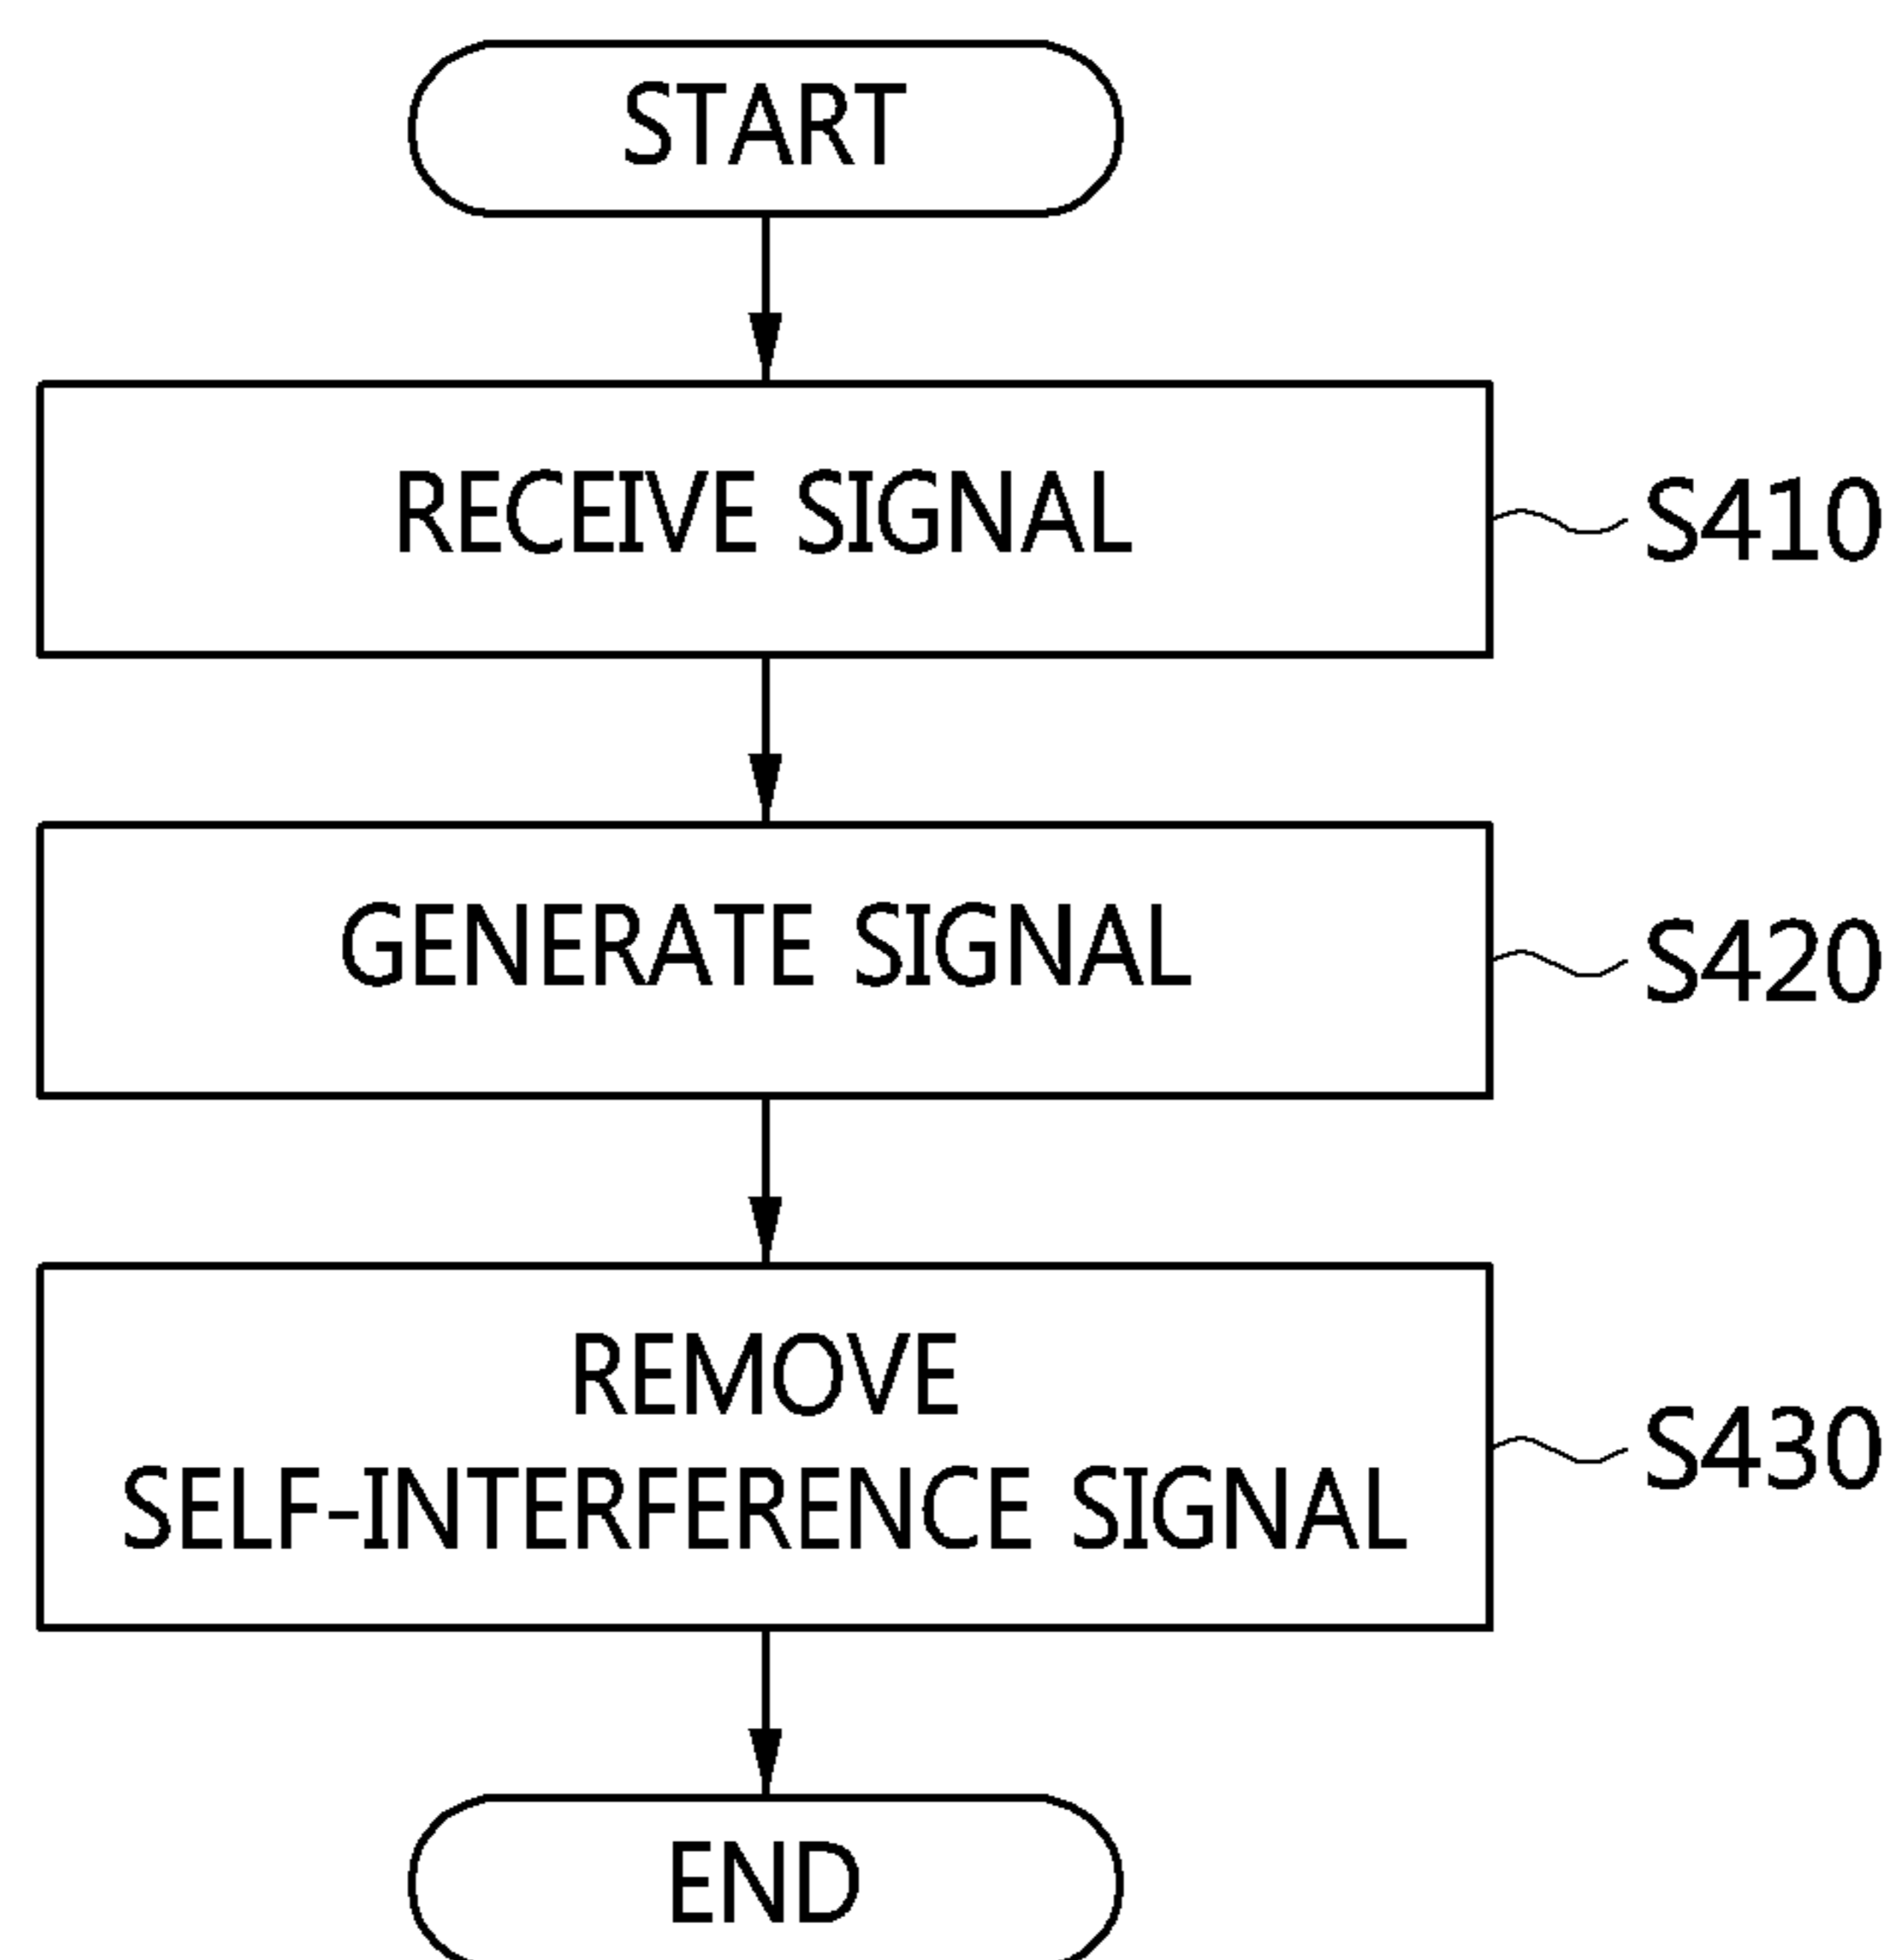 START
RECEIVE SIGNAL
S410
GENERATE SIGNAL
S420
REMOVE
SELF-INTERFERENCE SIGNAL
S430
END